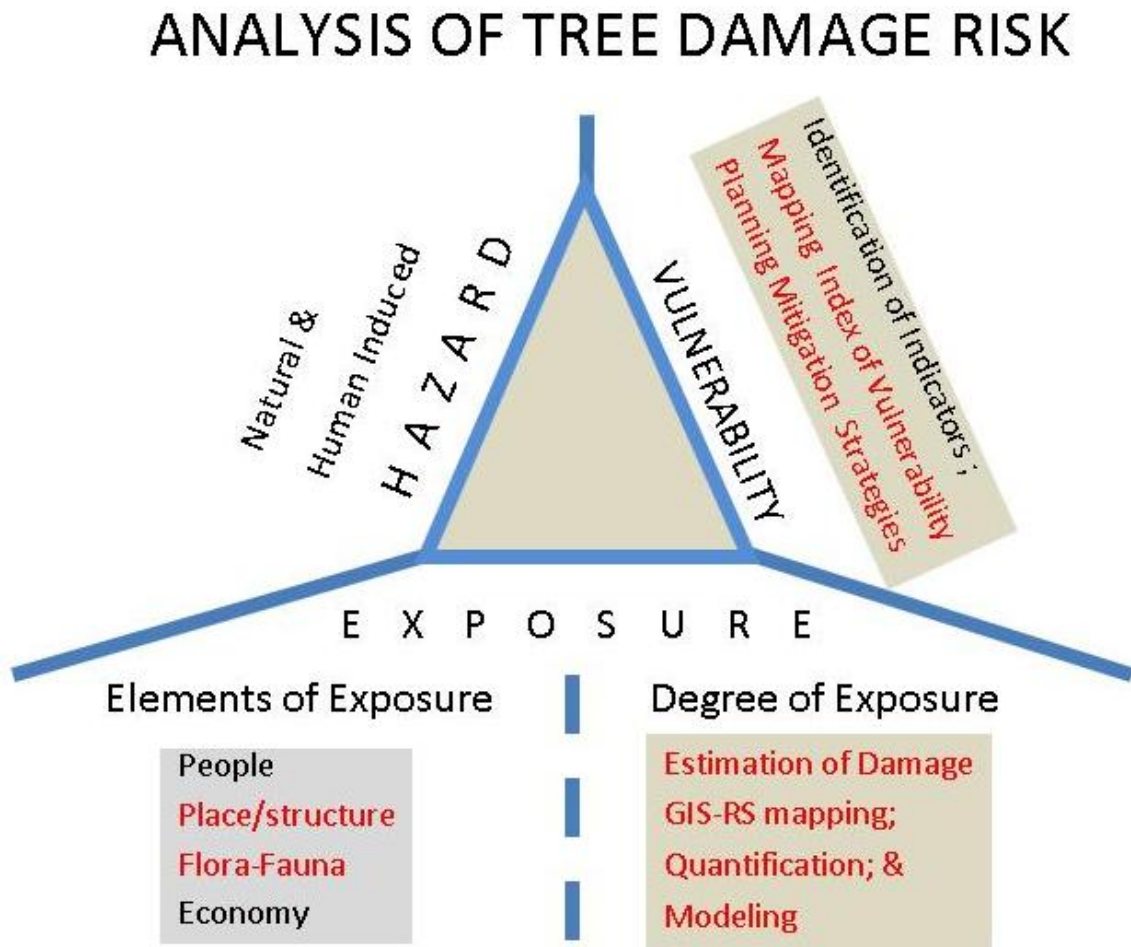 ANALYSIS OF TREE DAMAGE RISK
Natural &
Human Induced
HAZARD
VULNERABILITY
Identification of Indicators ;
Mapping Index of Vulnerability
Planning Mitigation Strategies
EXPOSURE
Elements of Exposure
People
Place/structure
Flora-Fauna
Economy
Degree of Exposure
Estimation of Damage
GIS-RS mapping;
Quantification; &
Modeling